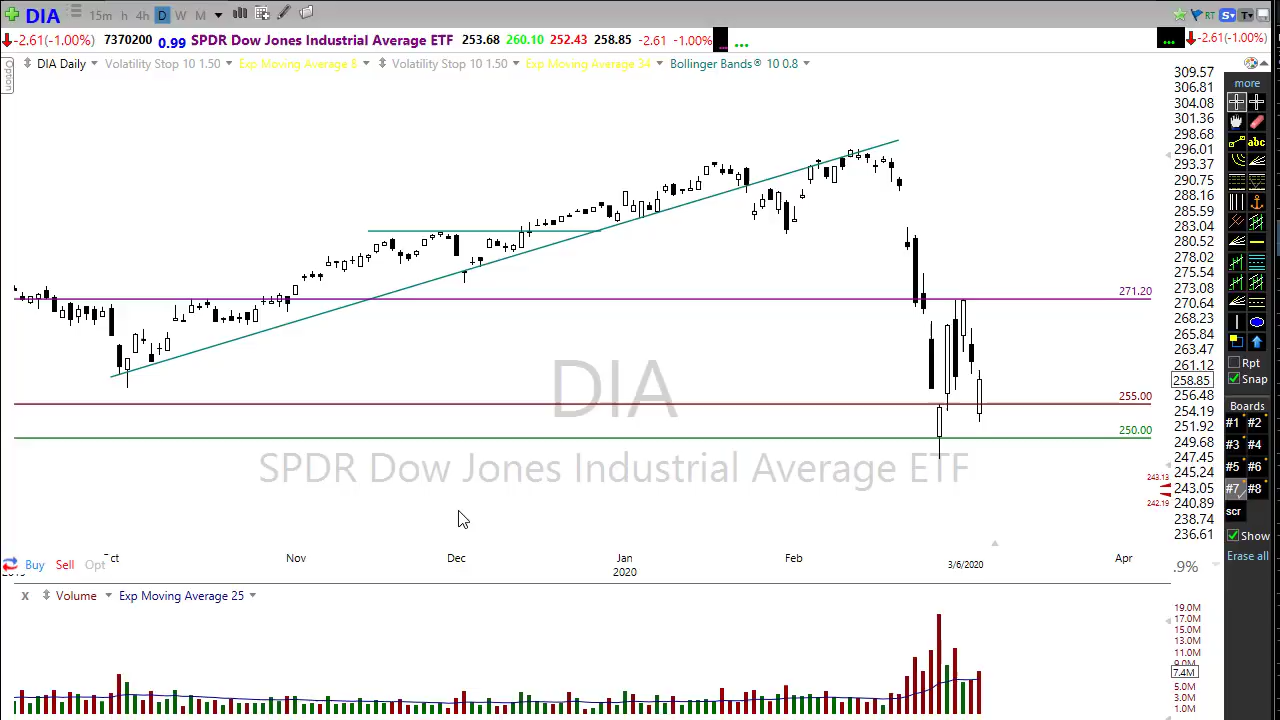 DIA 15m h 4h D W M RT S T
-2.61(-1.00%) 7370200 0.99 SPDR Dow Jones Industrial Average ETF 253.68 260.10 252.43 258.85 -2.61 -1.00% ... ... -2.61(-1.00%)
Option
DIA Daily Volatility Stop 10 1.50 Exp Moving Average 8 Volatility Stop 10 1.50 Exp Moving Average 34 Bollinger Bands® 10 0.8
309.57
306.81
304.08
301.36
298.68
296.01
293.37
290.75
288.16
285.59
283.04
280.52
278.02
275.54
273.08
270.64
268.23
265.84
263.47
261.12
258.85
256.48
254.19
251.92
249.68
247.45
245.24
243.05
240.89
238.74
236.61
271.20
255.00
250.00
243.13
242.19
DIA
SPDR Dow Jones Industrial Average ETF
more
abc
Rpt
Snap
Boards
#1 #2
#3 #4
#5 #6
#7 #8
scr
Show
Erase all
Buy Sell Opt
Nov Dec Jan Feb 3/6/2020 Apr
2020
.9%
x Volume Exp Moving Average 25
19.0M
17.0M
15.0M
13.0M
11.0M
9.0M
7.4M
5.0M
3.0M
1.0M